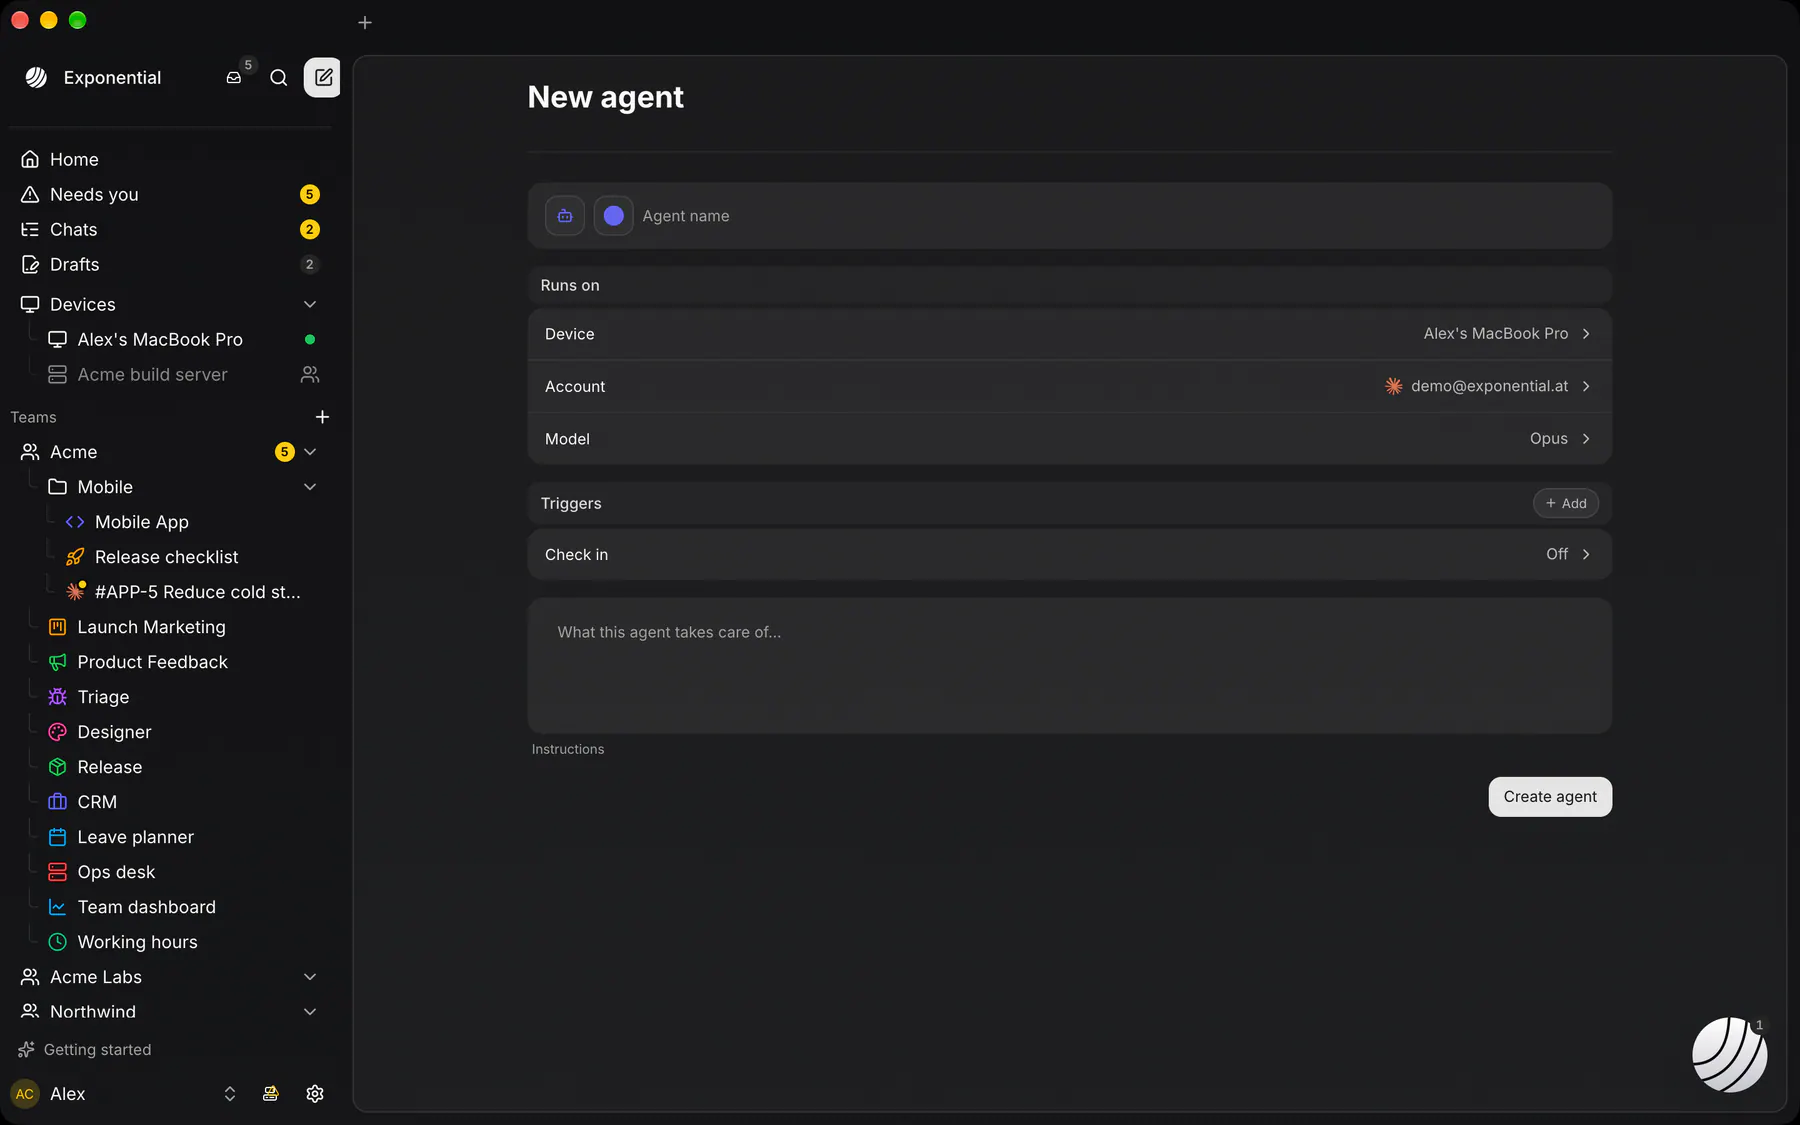 Exponential
5
Home
Needs you
5
Chats
2
Drafts
2
Devices
Alex's MacBook Pro
Acme build server
Teams
Acme
5
Mobile
Mobile App
Release checklist
#APP-5 Reduce cold st...
Launch Marketing
Product Feedback
Triage
Designer
Release
CRM
Leave planner
Ops desk
Team dashboard
Working hours
Acme Labs
Northwind
Getting started
AC
Alex
New agent
Agent name
Runs on
Device
Alex's MacBook Pro
Account
demo@exponential.at
Model
Opus
Triggers
+ Add
Check in
Off
What this agent takes care of...
Instructions
Create agent
1